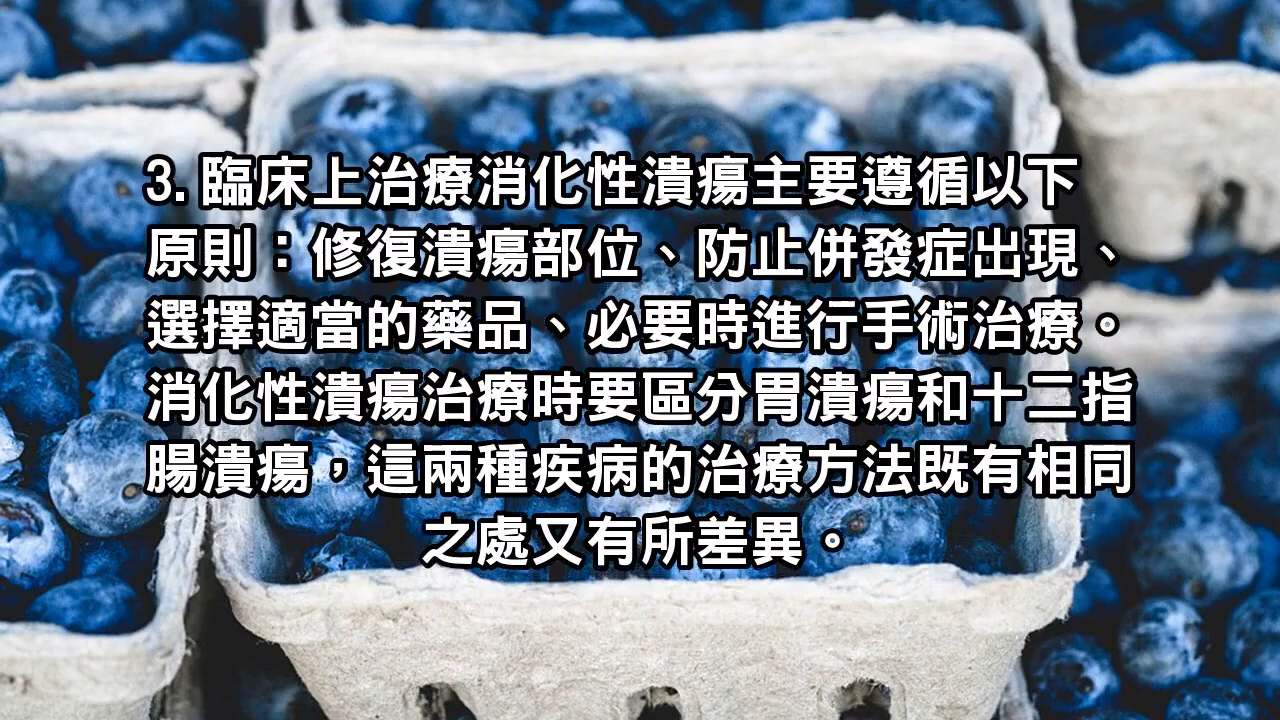 3.臨床上治療消化性潰瘍主要遵循以下
原則：修復潰瘍部位、防止併發症出現、
選擇適當的藥品、必要時進行手術治療。
消化性潰瘍治療時要區分胃潰瘍和十二指
腸潰瘍，這兩種疾病的治療方法既有相同
之處又有所差異。